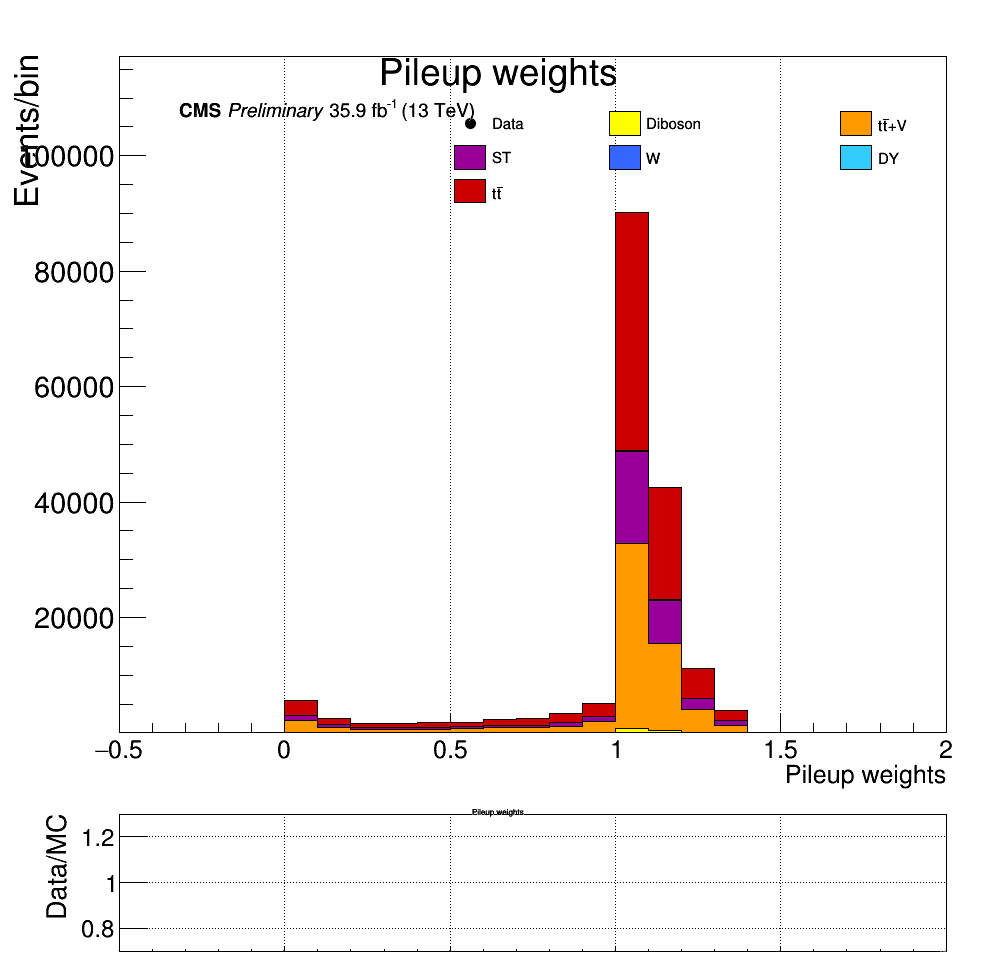 Pileup weights
Events/bin
CMS Preliminary 35.9 fb⁻¹ (13 TeV)
Data
Diboson
tt̄+V
ST
W
DY
tt̄
100000
80000
60000
40000
20000
−0.5 0 0.5 1 1.5 2
Pileup weights
Pileup weights
Data/MC
1.2
1
0.8